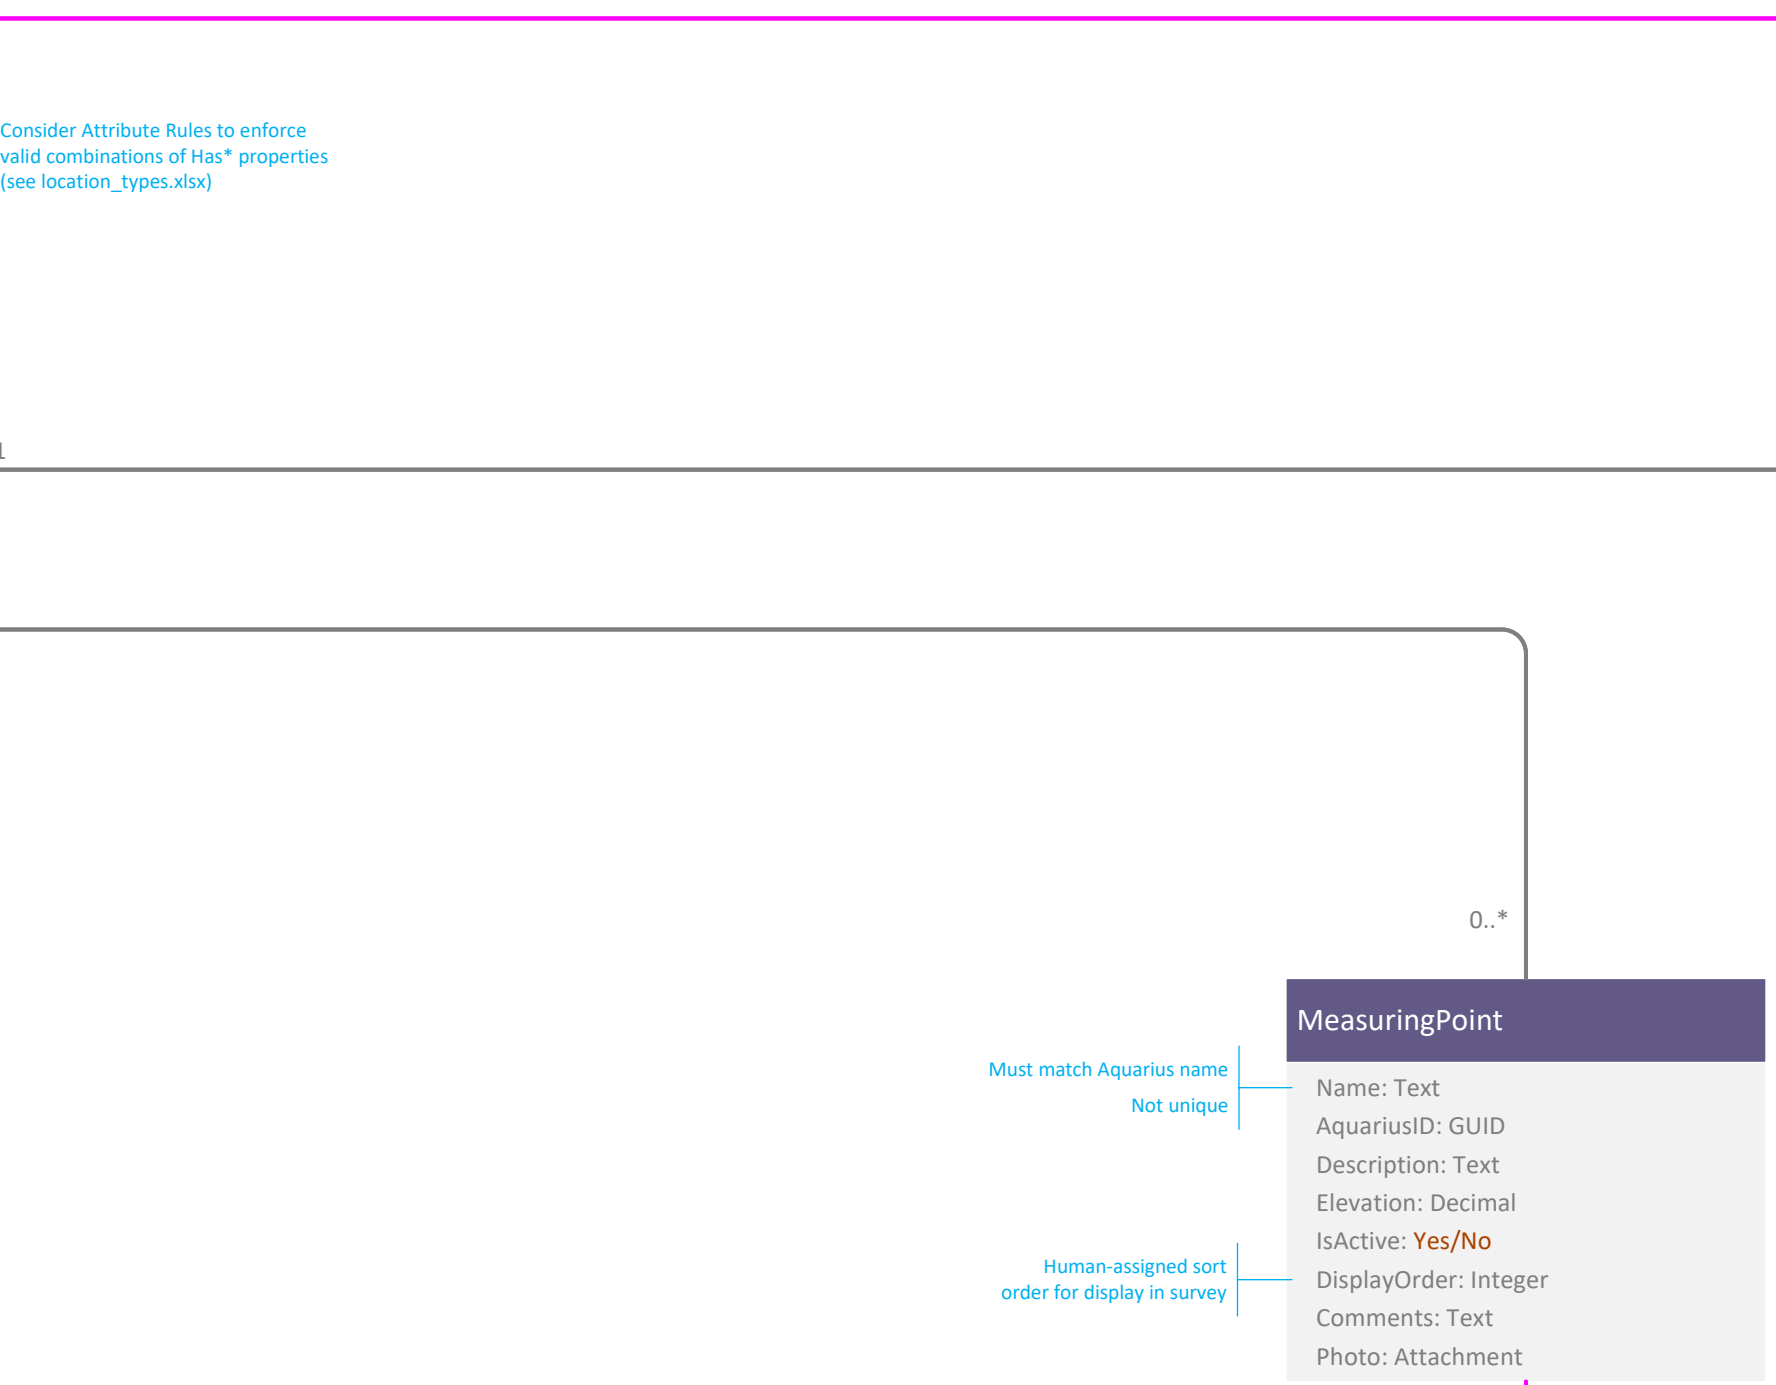 Consider Attribute Rules to enforce
valid combinations of Has* properties
(see location_types.xlsx)
1
0..*
MeasuringPoint
Must match Aquarius name
Not unique
Name: Text
AquariusID: GUID
Description: Text
Elevation: Decimal
IsActive: Yes/No
Human-assigned sort
order for display in survey
DisplayOrder: Integer
Comments: Text
Photo: Attachment